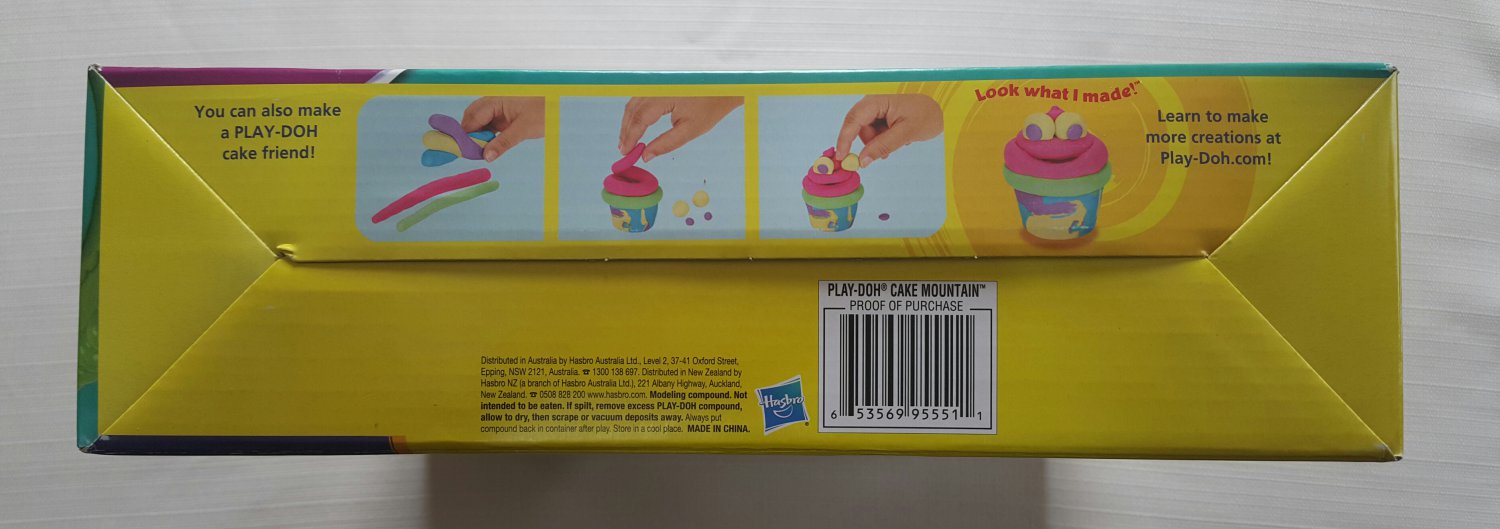 You can also make
a PLAY-DOH
cake friend!
Look what I made!™
Learn to make
more creations at
Play-Doh.com!
PLAY-DOH® CAKE MOUNTAIN™
PROOF OF PURCHASE
6 53569 95551 1
Distributed in Australia by Hasbro Australia Ltd., Level 2, 37-41 Oxford Street,
Epping, NSW 2121, Australia. ☎ 1300 138 697. Distributed in New Zealand by
Hasbro NZ (a branch of Hasbro Australia Ltd.), 221 Albany Highway, Auckland,
New Zealand. ☎ 0508 828 200 www.hasbro.com. Modeling compound. Not
intended to be eaten. If spilt, remove excess PLAY-DOH compound,
allow to dry, then scrape or vacuum deposits away. Always put
compound back in container after play. Store in a cool place. MADE IN CHINA.
Hasbro®